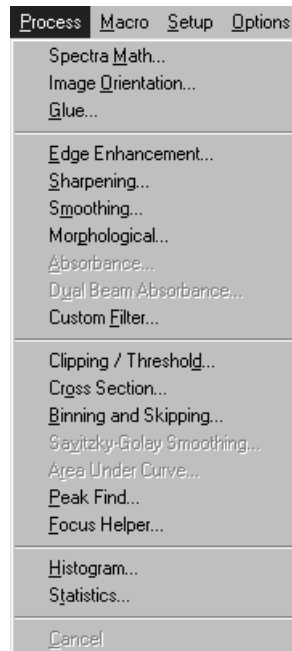 Process Macro Setup Options
Spectra Math...
Image Orientation...
Glue...
Edge Enhancement...
Sharpening...
Smoothing...
Morphological...
Absorbance...
Dual Beam Absorbance...
Custom Filter...
Clipping / Threshold...
Cross Section...
Binning and Skipping...
Savitzky-Golay Smoothing...
Area Under Curve...
Peak Find...
Focus Helper...
Histogram...
Statistics...
Cancel